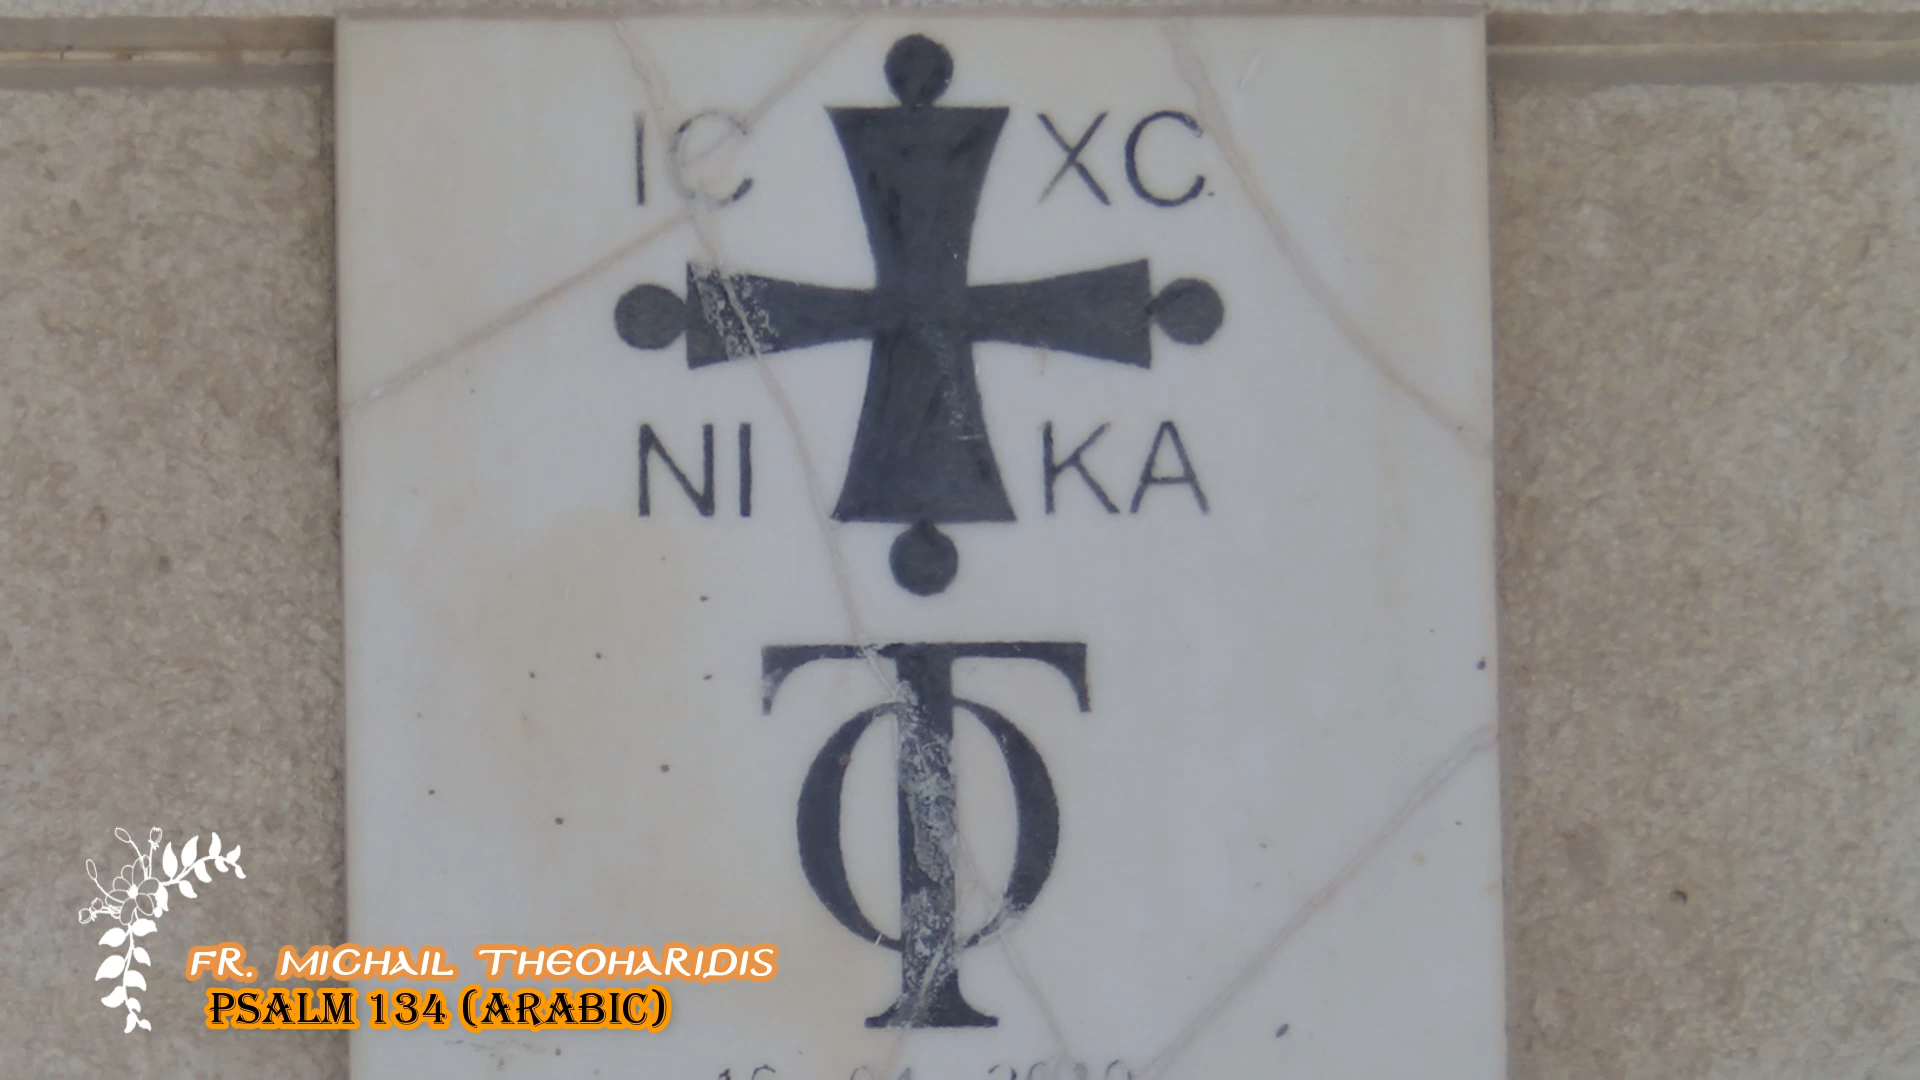 IC XC
NI KA
ΤΦ
FR. MICHAIL THEOHARIDIS
PSALM 134 (ARABIC)